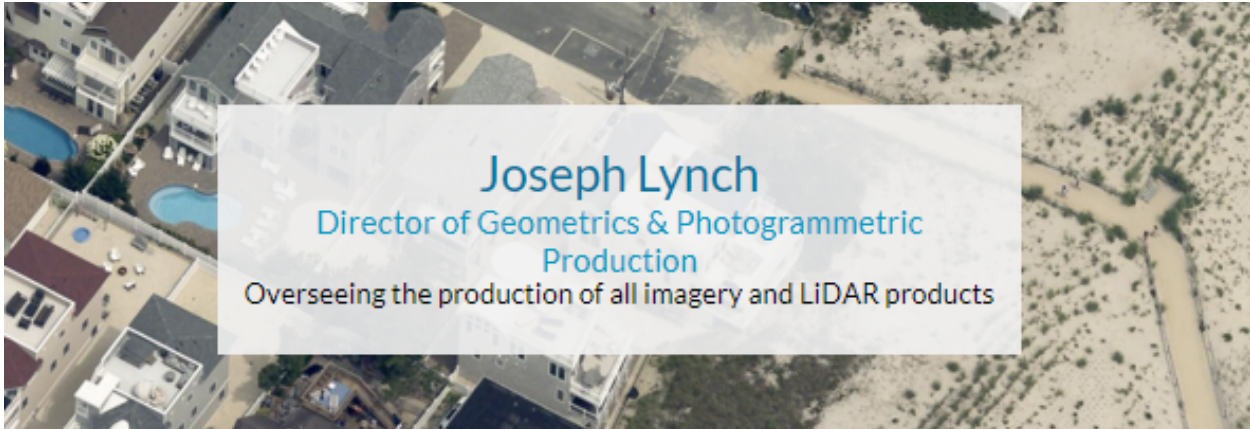 Joseph Lynch
Director of Geometrics & Photogrammetric
Production
Overseeing the production of all imagery and LiDAR products